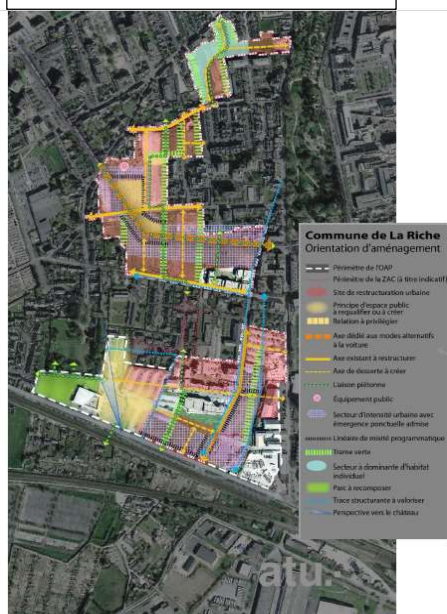 Commune de La Riche
Orientation d'aménagement
Périmètre de l'OAP
Périmètre de la ZAC (à titre indicatif)
Site de restructuration urbaine
Principe d'espace public
à requalifier ou à créer
Relation à privilégier
Axe dédié aux modes alternatifs
à la voiture
Axe existant à restructurer
Axe de desserte à créer
Liaison piétonne
Équipement public
Secteur d'intensité urbaine avec
émergence ponctuelle admise
Linéaire de mixité programmatique
Trame verte
Secteur à dominante d'habitat
individuel
Parc à recomposer
Trace structurante à valoriser
Perspective vers le château
atu.